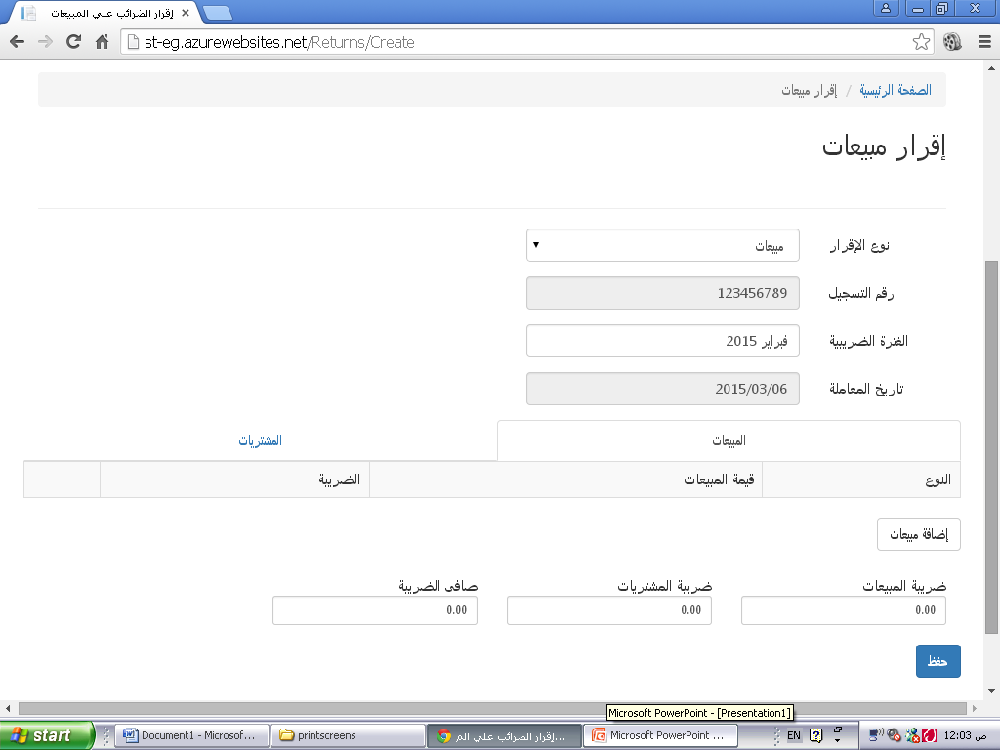 إقرار الضرائب علي المبيعات
st-eg.azurewebsites.net/Returns/Create
الصفحة الرئيسية / إقرار مبيعات
إقرار مبيعات
نوع الإقرار مبيعات
رقم التسجيل 123456789
الفترة الضريبية فبراير 2015
تاريخ المعاملة 2015/03/06
المبيعات المشتريات
النوع قيمة المبيعات الضريبة
إضافة مبيعات
ضريبة المبيعات ضريبة المشتريات صافى الضريبة
0.00 0.00 0.00
حفظ
Microsoft PowerPoint - [Presentation1]
start Document1 - Microsof... printscreens إقرار الضرائب علي الم... Microsoft PowerPoint ... EN 12:03 ص